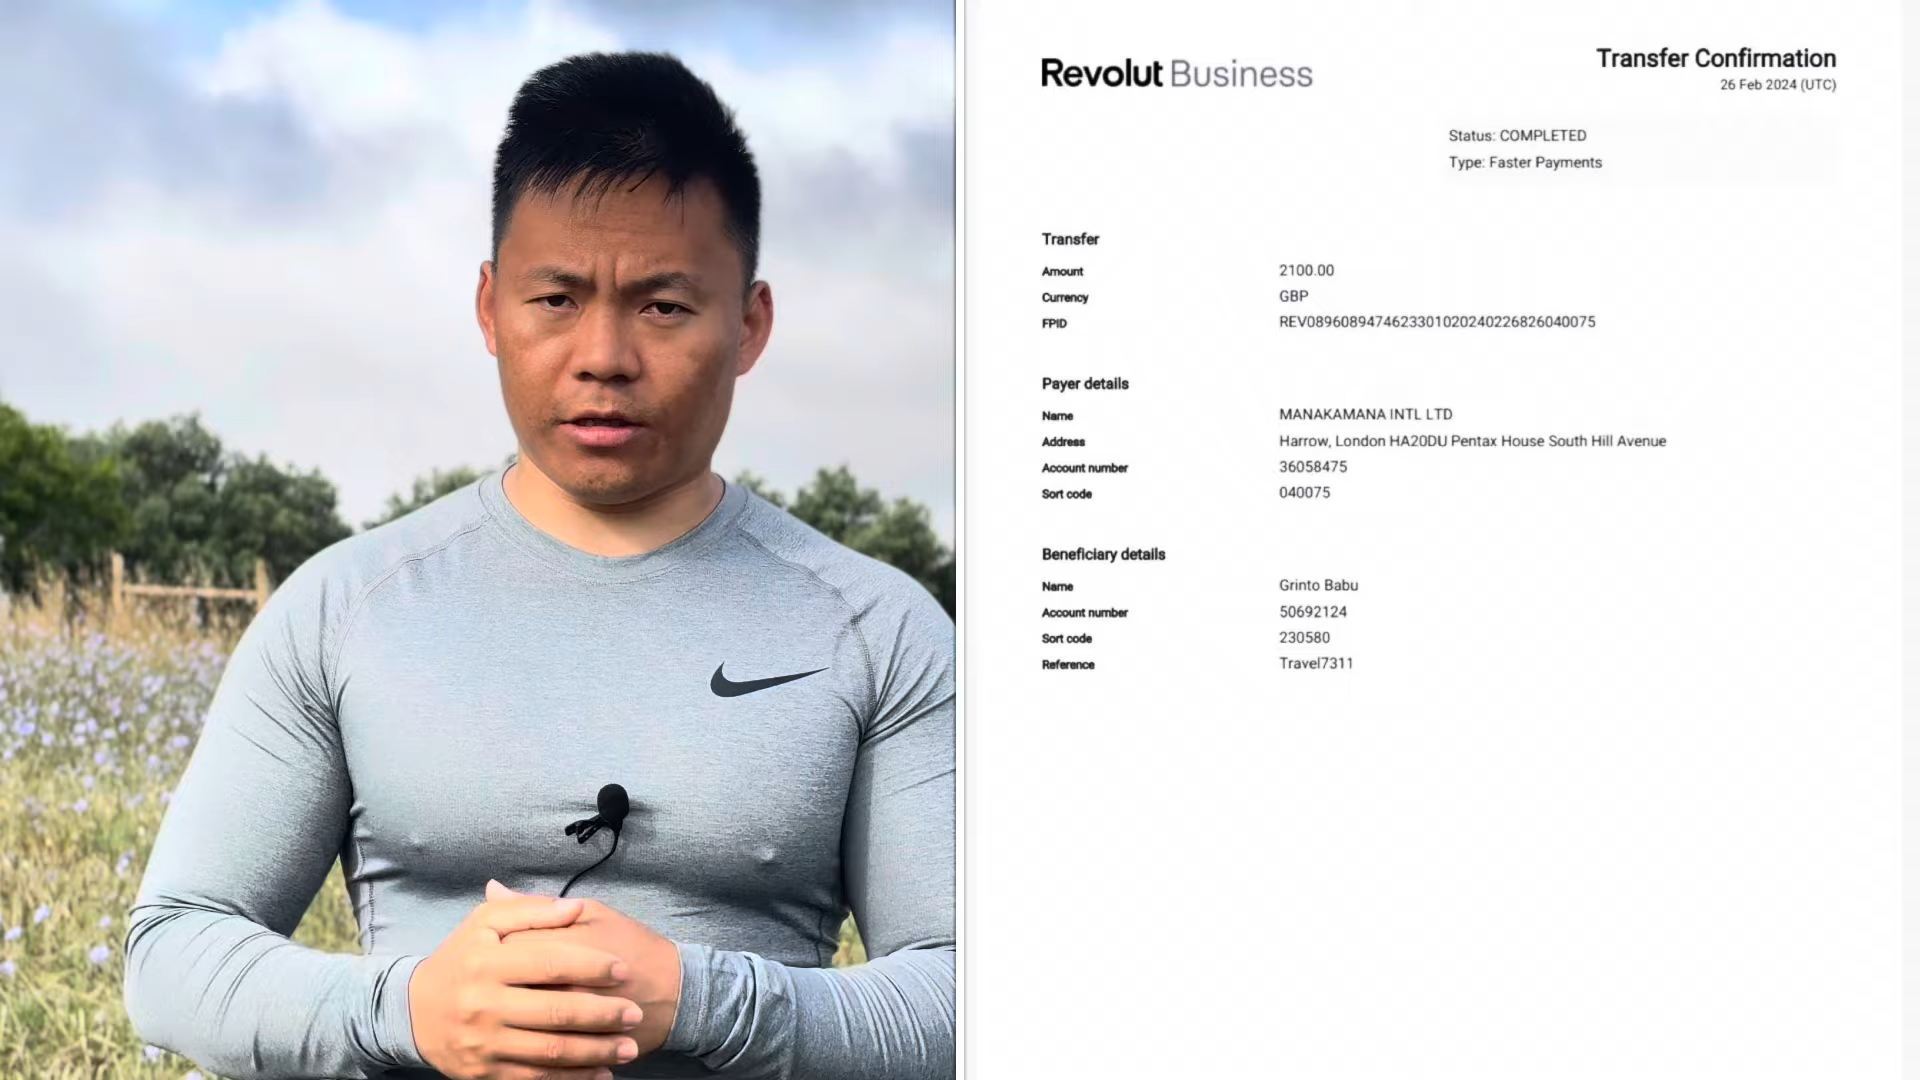 Revolut Business
Transfer Confirmation
26 Feb 2024 (UTC)
Status: COMPLETED
Type: Faster Payments
Transfer
Amount 2100.00
Currency GBP
FPID REV089608947462330102024022682604​0075
Payer details
Name MANAKAMANA INTL LTD
Address Harrow, London HA20DU Pentax House South Hill Avenue
Account number 36058475
Sort code 040075
Beneficiary details
Name Grinto Babu
Account number 50692124
Sort code 230580
Reference Travel7311